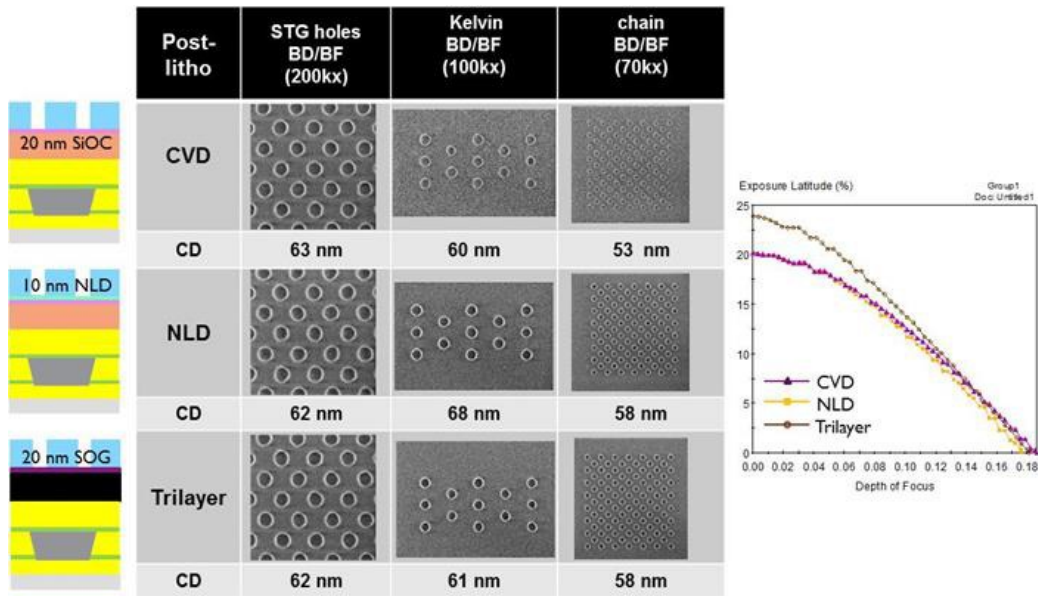 Post-
litho
STG holes
BD/BF
(200kx)
Kelvin
BD/BF
(100kx)
chain
BD/BF
(70kx)
20 nm SiOC
CVD
CD
63 nm
60 nm
53 nm
10 nm NLD
NLD
CD
62 nm
68 nm
58 nm
20 nm SOG
Trilayer
CD
62 nm
61 nm
58 nm
Exposure Latitude (%)
Group1
Doc: Untitled1
25
20
15
10
5
0
CVD
NLD
Trilayer
0.00 0.02 0.04 0.06 0.08 0.10 0.12 0.14 0.16 0.18
Depth of Focus